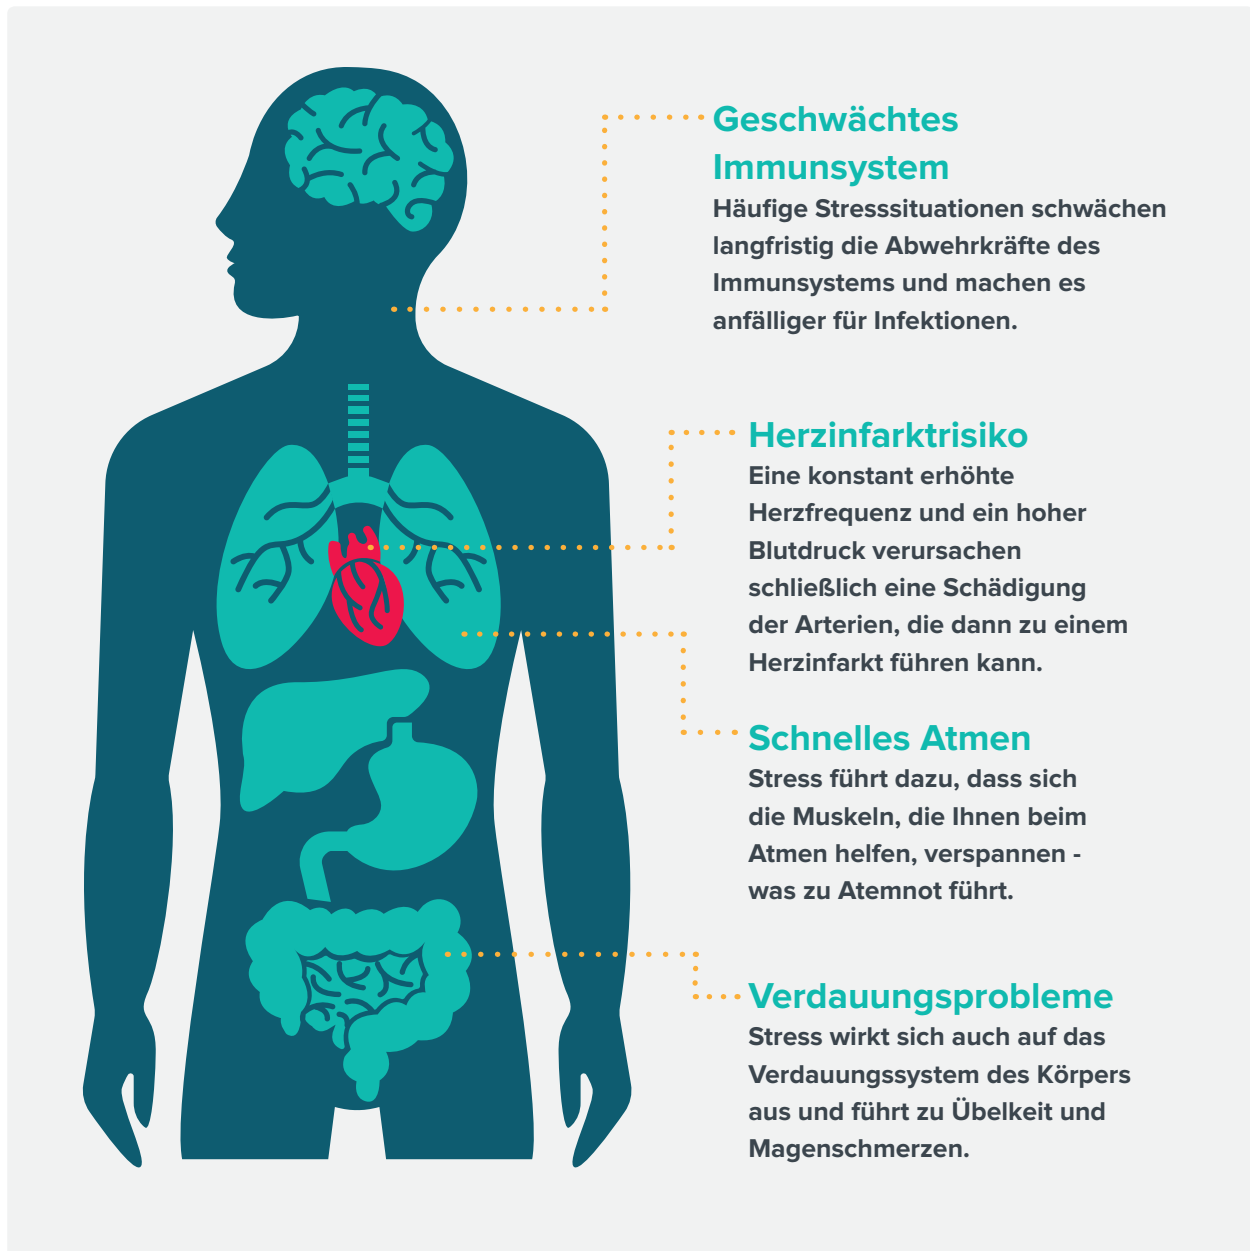 Geschwächtes
Immunsystem
Häufige Stresssituationen schwächen
langfristig die Abwehrkräfte des
Immunsystems und machen es
anfälliger für Infektionen.
Herzinfarktrisiko
Eine konstant erhöhte
Herzfrequenz und ein hoher
Blutdruck verursachen
schließlich eine Schädigung
der Arterien, die dann zu einem
Herzinfarkt führen kann.
Schnelles Atmen
Stress führt dazu, dass sich
die Muskeln, die Ihnen beim
Atmen helfen, verspannen -
was zu Atemnot führt.
Verdauungsprobleme
Stress wirkt sich auch auf das
Verdauungssystem des Körpers
aus und führt zu Übelkeit und
Magenschmerzen.